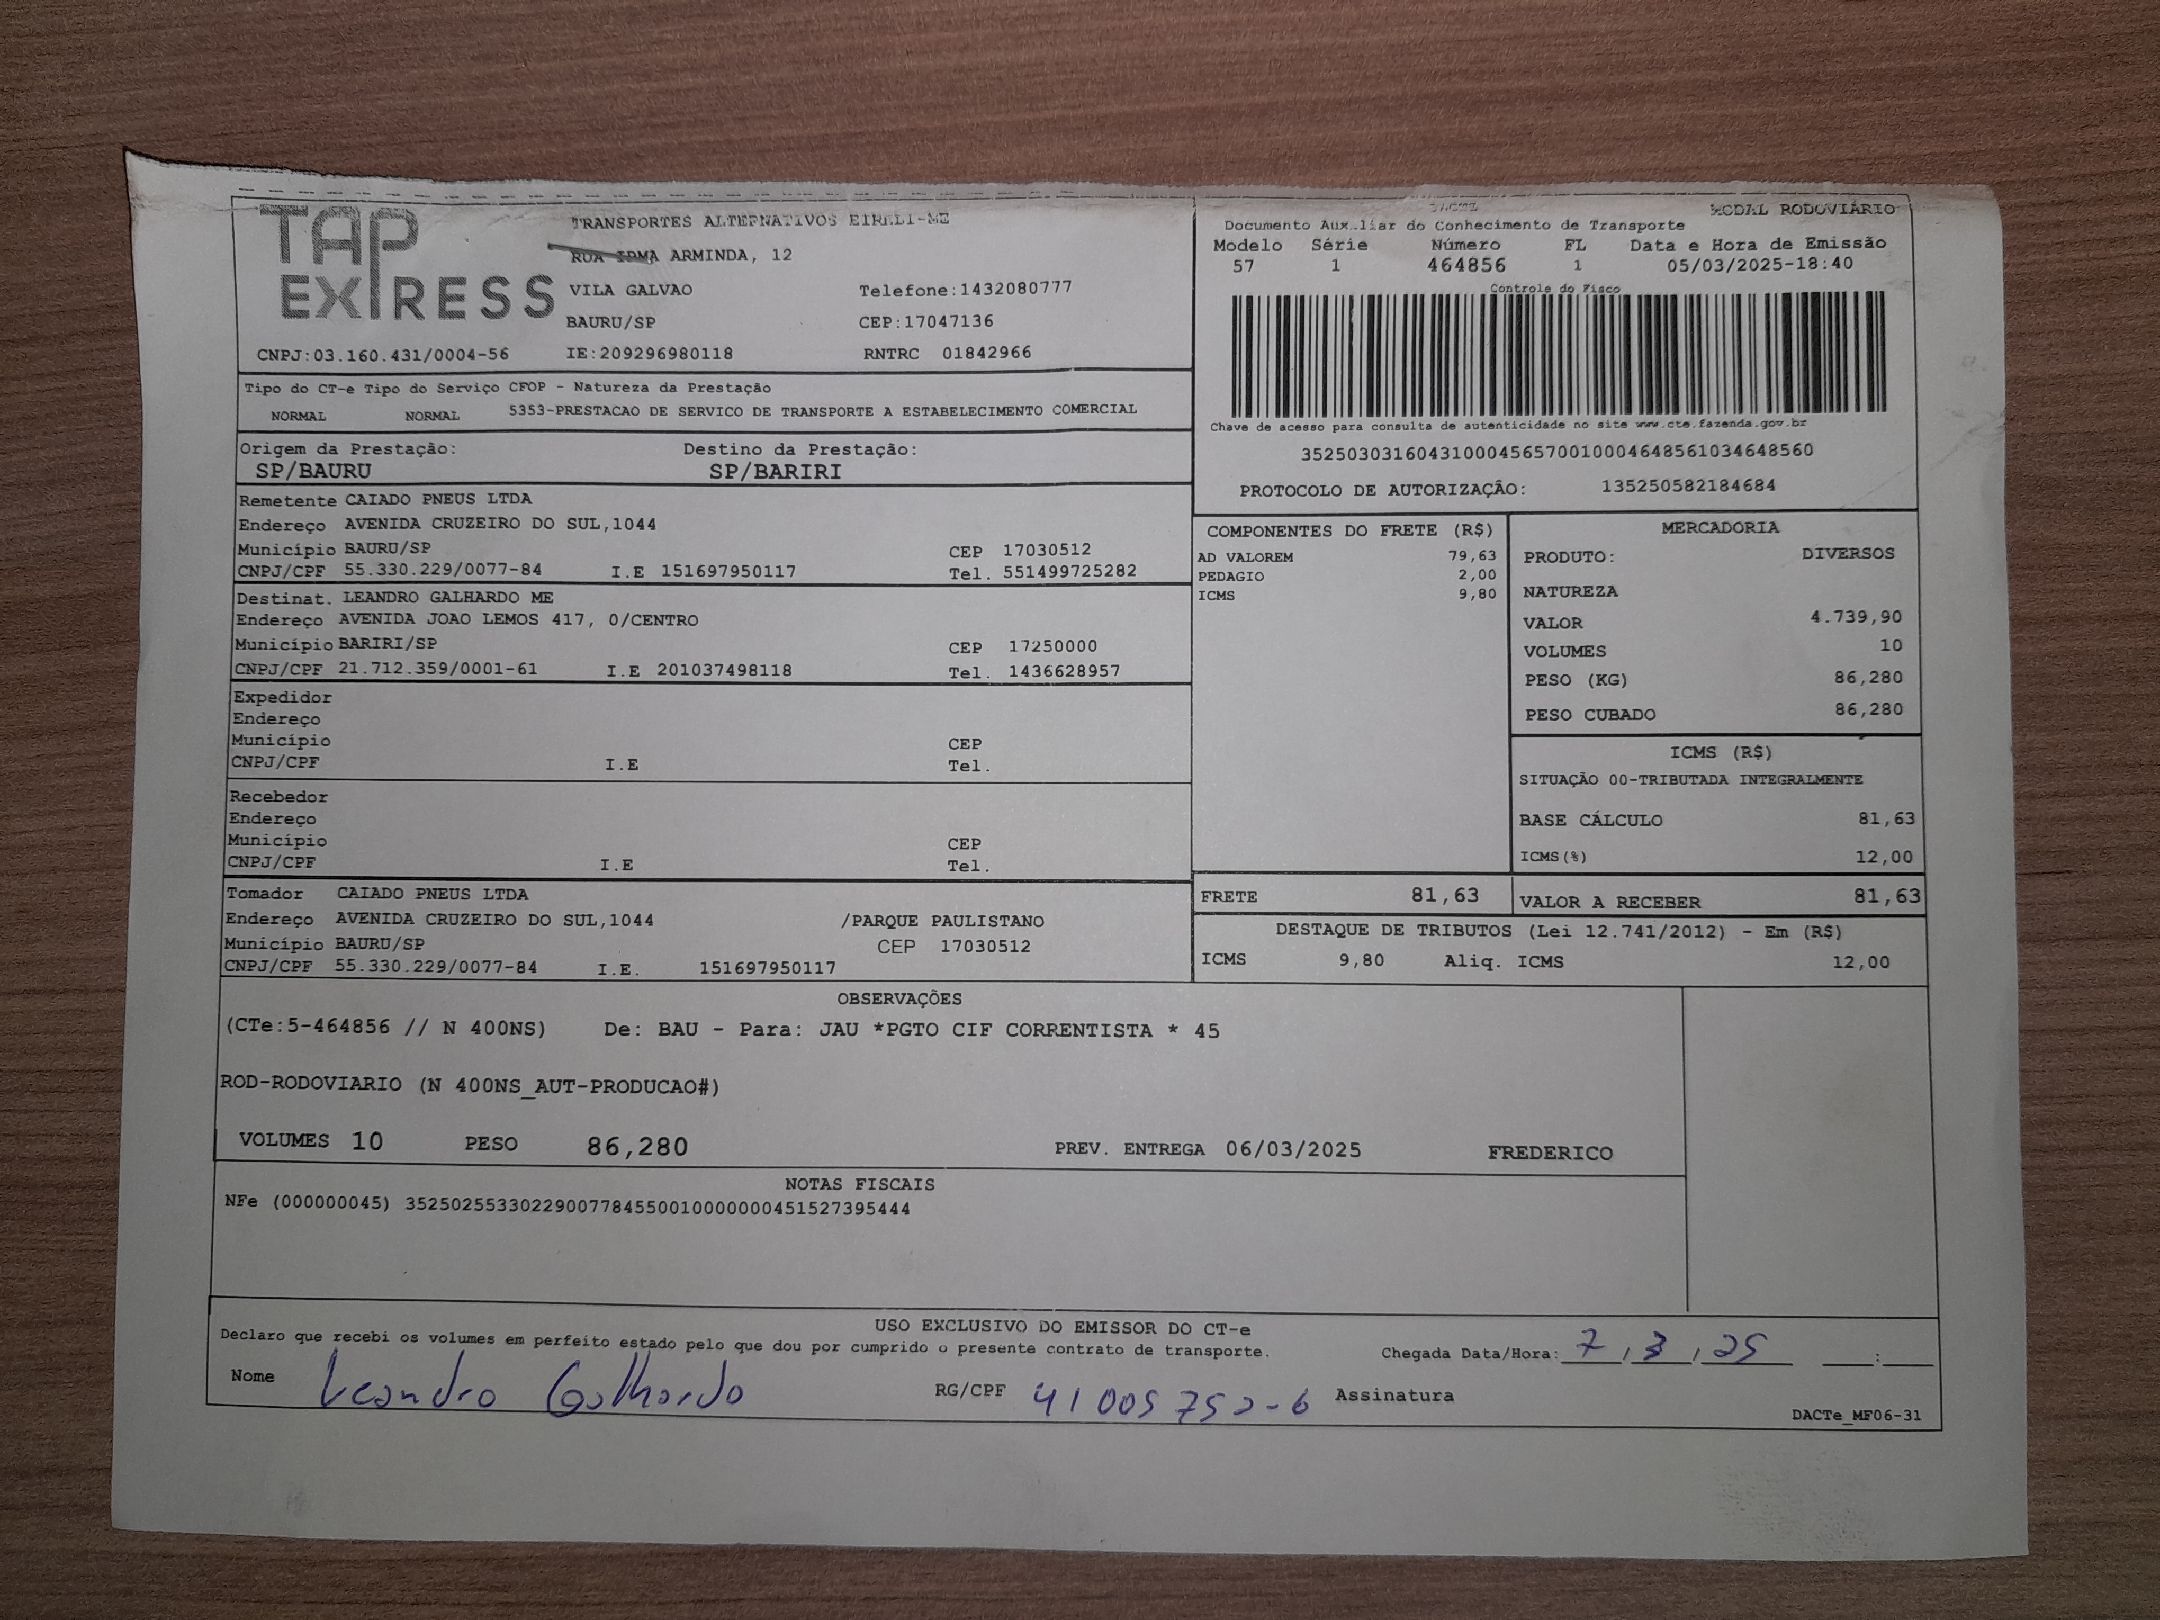 TAP
EXPRESS
TRANSPORTES ALTERNATIVOS EIRELI-ME
RUA IRMA ARMINDA, 12
VILA GALVAO Telefone:1432080777
BAURU/SP CEP:17047136
CNPJ:03.160.431/0004-56 IE:209296980118 RNTRC 01842966
Tipo do CT-e Tipo do Serviço CFOP - Natureza da Prestação
NORMAL NORMAL 5353-PRESTACAO DE SERVICO DE TRANSPORTE A ESTABELECIMENTO COMERCIAL
Origem da Prestação: Destino da Prestação:
SP/BAURU SP/BARIRI
Remetente CAIADO PNEUS LTDA
Endereço AVENIDA CRUZEIRO DO SUL,1044
Município BAURU/SP CEP 17030512
CNPJ/CPF 55.330.229/0077-84 I.E 151697950117 Tel. 551499725282
Destinat. LEANDRO GALHARDO ME
Endereço AVENIDA JOAO LEMOS 417, 0/CENTRO
Município BARIRI/SP CEP 17250000
CNPJ/CPF 21.712.359/0001-61 I.E 201037498118 Tel. 1436628957
Expedidor
Endereço
Município CEP
CNPJ/CPF I.E Tel.
Recebedor
Endereço
Município CEP
CNPJ/CPF I.E Tel.
Tomador CAIADO PNEUS LTDA
Endereço AVENIDA CRUZEIRO DO SUL,1044 /PARQUE PAULISTANO
Município BAURU/SP CEP 17030512
CNPJ/CPF 55.330.229/0077-84 I.E. 151697950117
DACTE MODAL RODOVIÁRIO
Documento Auxiliar do Conhecimento de Transporte
Modelo Série Número FL Data e Hora de Emissão
57 1 464856 1 05/03/2025-18:40
Controle do Fisco
Chave de acesso para consulta de autenticidade no site www.cte.fazenda.gov.br
35250303160431000456570010004648561034648560
PROTOCOLO DE AUTORIZAÇÂO: 135250582184684
COMPONENTES DO FRETE (R$)
AD VALOREM 79,63
PEDAGIO 2,00
ICMS 9,80
MERCADORIA
PRODUTO: DIVERSOS
NATUREZA
VALOR 4.739,90
VOLUMES 10
PESO (KG) 86,280
PESO CUBADO 86,280
ICMS (R$)
SITUAÇÃO 00-TRIBUTADA INTEGRALMENTE
BASE CÁLCULO 81,63
ICMS(%) 12,00
FRETE 81,63 VALOR A RECEBER 81,63
DESTAQUE DE TRIBUTOS (Lei 12.741/2012) - Em (R$)
ICMS 9,80 Aliq. ICMS 12,00
OBSERVAÇÕES
(CTe:5-464856 // N 400NS) De: BAU - Para: JAU *PGTO CIF CORRENTISTA * 45
ROD-RODOVIARIO (N 400NS_AUT-PRODUCAO#)
VOLUMES 10 PESO 86,280 PREV. ENTREGA 06/03/2025 FREDERICO
NOTAS FISCAIS
NFe (000000045) 35250255330229007784550010000000451527395444
USO EXCLUSIVO DO EMISSOR DO CT-e
Declaro que recebi os volumes em perfeito estado pelo que dou por cumprido o presente contrato de transporte.
Chegada Data/Hora: 7,3,25 :
Nome Leandro Galhardo RG/CPF 41005752-6 Assinatura
DACTe_MF06-31